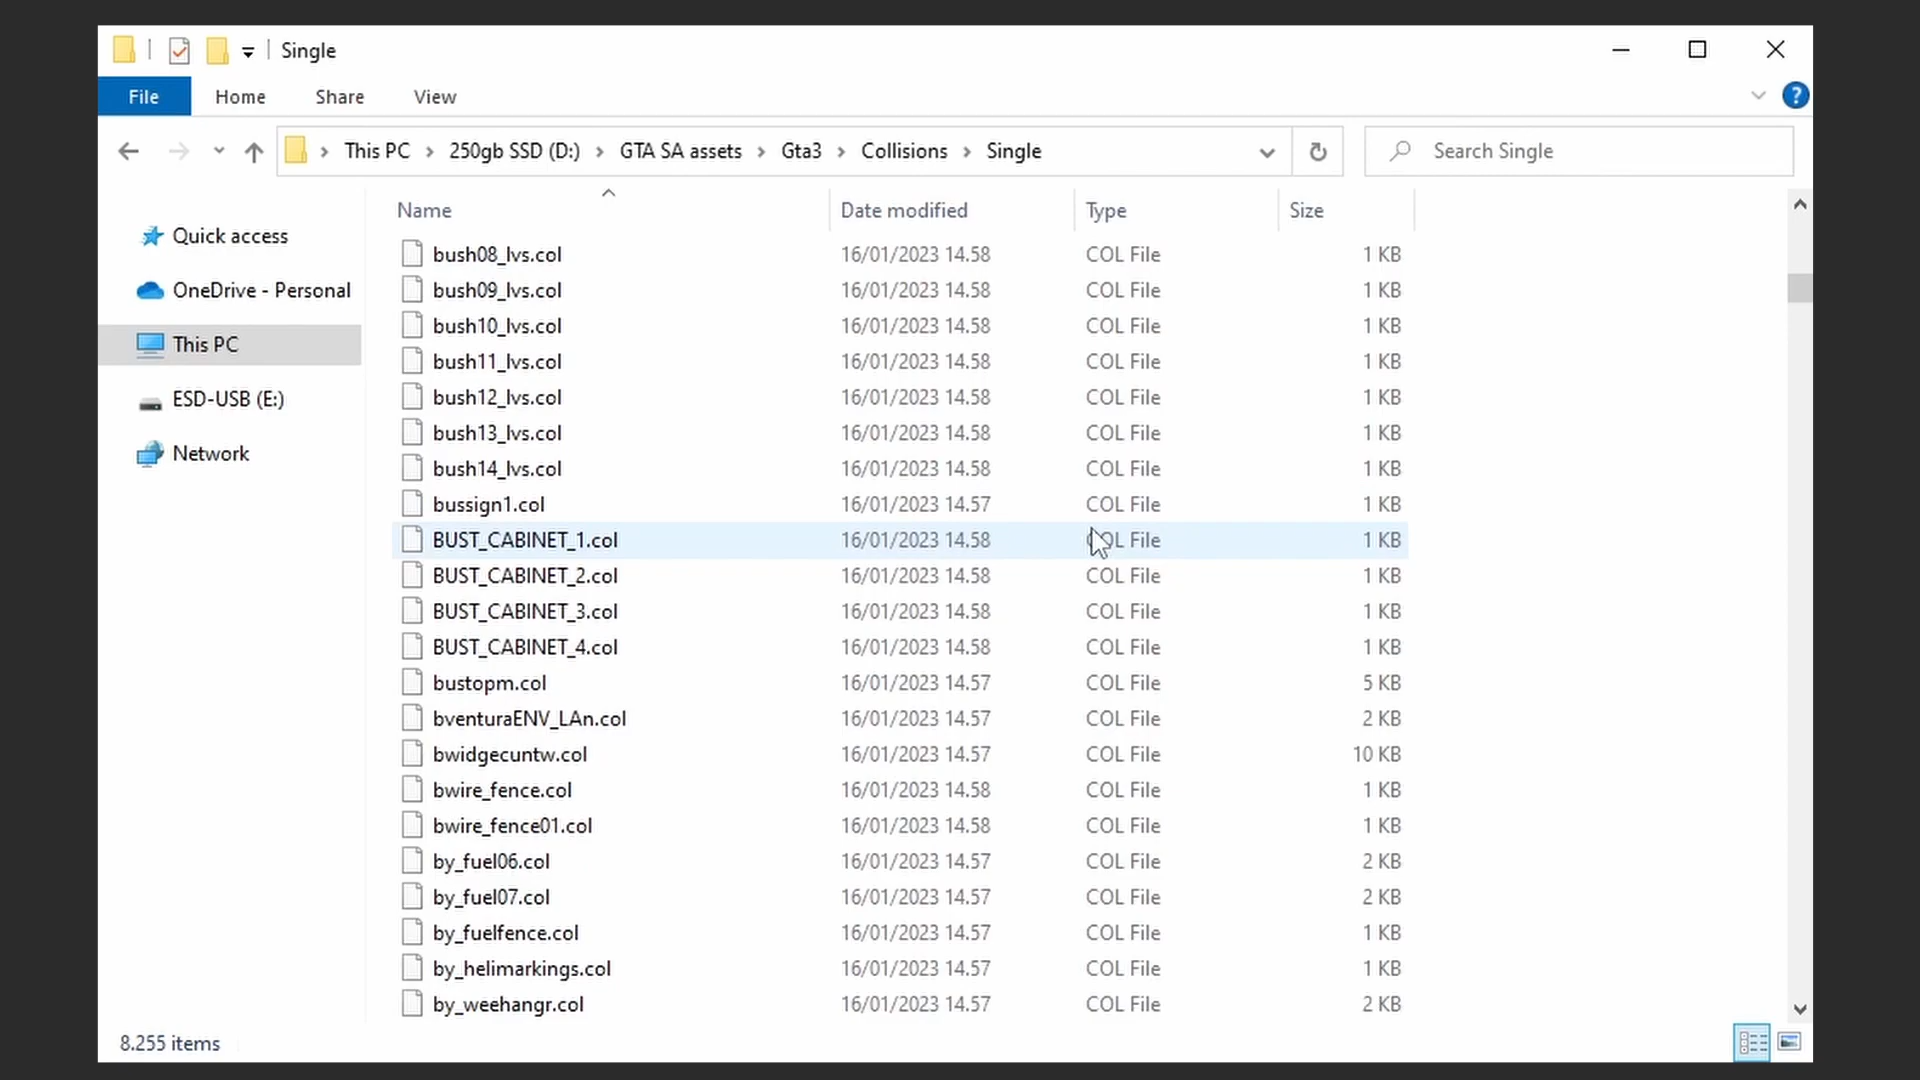 Single
File Home Share View
This PC 250gb SSD (D:) GTA SA assets Gta3 Collisions Single
Search Single
Quick access
OneDrive - Personal
This PC
ESD-USB (E:)
Network
Name Date modified Type Size
bush08_lvs.col 16/01/2023 14.58 COL File 1 KB
bush09_lvs.col 16/01/2023 14.58 COL File 1 KB
bush10_lvs.col 16/01/2023 14.58 COL File 1 KB
bush11_lvs.col 16/01/2023 14.58 COL File 1 KB
bush12_lvs.col 16/01/2023 14.58 COL File 1 KB
bush13_lvs.col 16/01/2023 14.58 COL File 1 KB
bush14_lvs.col 16/01/2023 14.58 COL File 1 KB
bussign1.col 16/01/2023 14.57 COL File 1 KB
BUST_CABINET_1.col 16/01/2023 14.58 COL File 1 KB
BUST_CABINET_2.col 16/01/2023 14.58 COL File 1 KB
BUST_CABINET_3.col 16/01/2023 14.58 COL File 1 KB
BUST_CABINET_4.col 16/01/2023 14.58 COL File 1 KB
bustopm.col 16/01/2023 14.57 COL File 5 KB
bventuraENV_LAn.col 16/01/2023 14.57 COL File 2 KB
bwidgecuntw.col 16/01/2023 14.57 COL File 10 KB
bwire_fence.col 16/01/2023 14.58 COL File 1 KB
bwire_fence01.col 16/01/2023 14.58 COL File 1 KB
by_fuel06.col 16/01/2023 14.57 COL File 2 KB
by_fuel07.col 16/01/2023 14.57 COL File 2 KB
by_fuelfence.col 16/01/2023 14.57 COL File 1 KB
by_helimarkings.col 16/01/2023 14.57 COL File 1 KB
by_weehangr.col 16/01/2023 14.57 COL File 2 KB
8.255 items